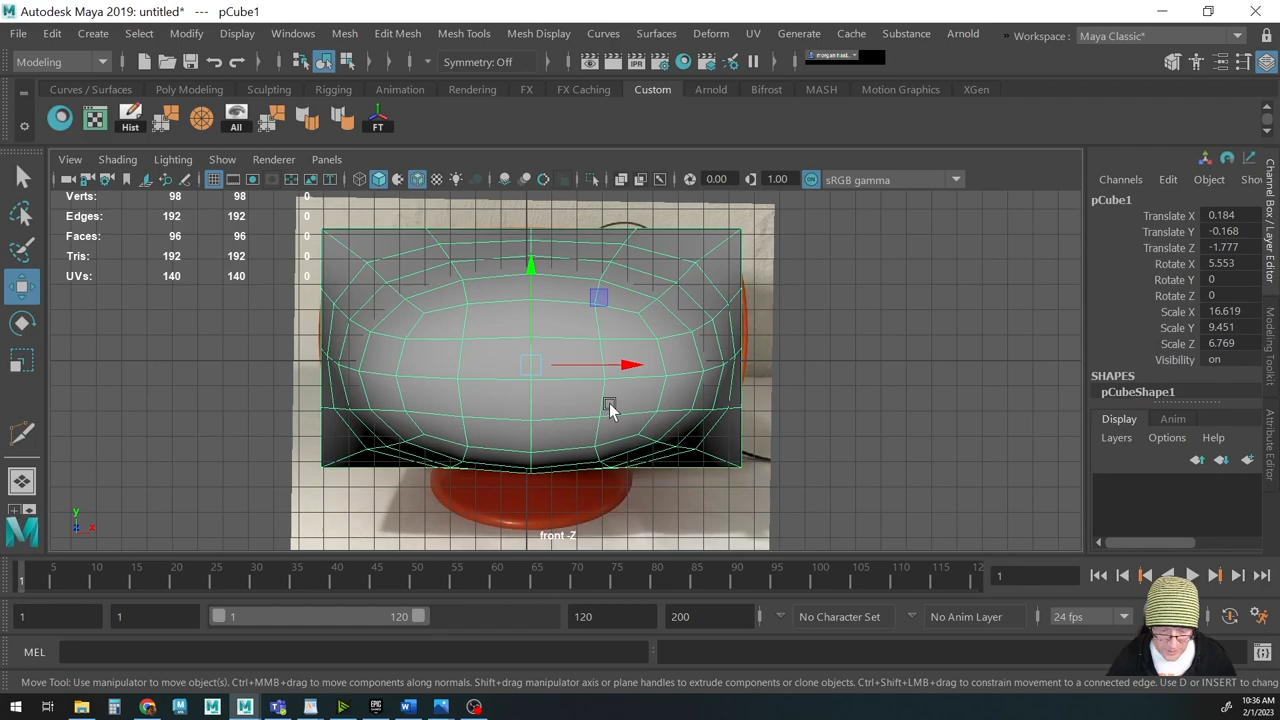 Autodesk Maya 2019: untitled* --- pCube1
File Edit Create Select Modify Display Windows Mesh Edit Mesh Mesh Tools Mesh Display Curves Surfaces Deform UV Generate Cache Substance Arnold » Workspace: Maya Classic*
Modeling Symmetry: Off
Curves / Surfaces Poly Modeling Sculpting Rigging Animation Rendering FX FX Caching Custom Arnold Bifrost MASH Motion Graphics XGen
Hist All FT
View Shading Lighting Show Renderer Panels
0.00 1.00 sRGB gamma
Verts: 98 98 0
Edges: 192 192 0
Faces: 96 96 0
Tris: 192 192 0
UVs: 140 140 0
front -Z
y
z x
Channels Edit Object Show
pCube1
Translate X 0.184
Translate Y -0.168
Translate Z -1.777
Rotate X 5.553
Rotate Y 0
Rotate Z 0
Scale X 16.619
Scale Y 9.451
Scale Z 6.769
Visibility on
SHAPES
pCubeShape1
Display Anim
Layers Options Help
Channel Box / Layer Editor
Modeling Toolkit
Attribute Editor
1 5 10 15 20 25 30 35 40 45 50 55 60 65 70 75 80 85 90 95 100 105 110 115 12
1
1 1 1 120 120 200 No Character Set No Anim Layer 24 fps
MEL
Move Tool: Use manipulator to move object(s). Ctrl+MMB+drag to move components along normals. Shift+drag manipulator axis or plane handles to extrude components or clone objects. Ctrl+Shift+LMB+drag to constrain movement to a connected edge. Use D or INSERT to chang
10:36 AM
2/1/2023